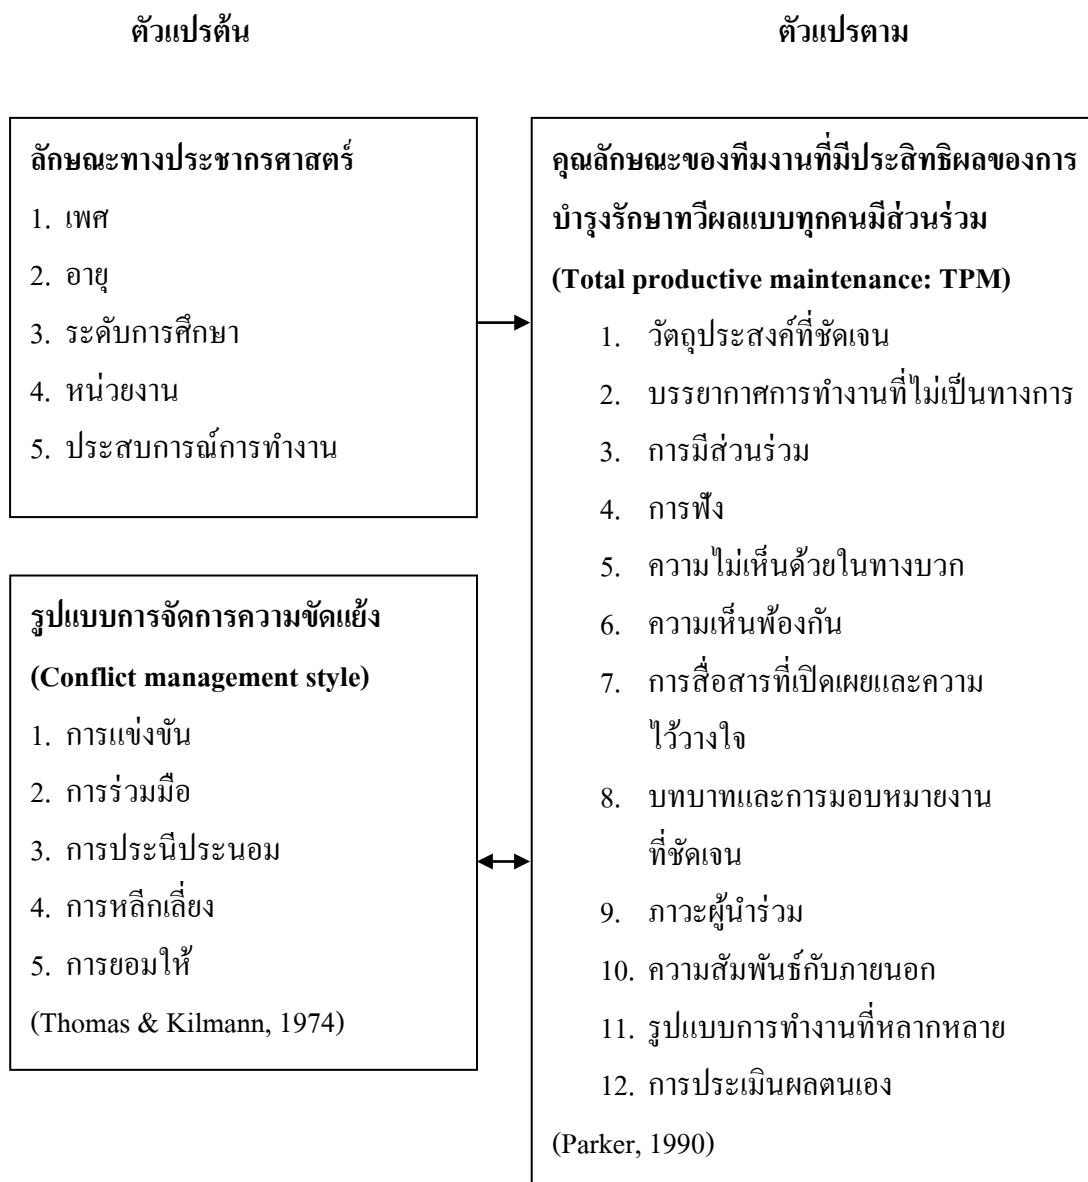 ตัวแปรต้น
ตัวแปรตาม
ลักษณะทางประชากรศาสตร์
1. เพศ
2. อายุ
3. ระดับการศึกษา
4. หน่วยงาน
5. ประสบการณ์การทำงาน
รูปแบบการจัดการความขัดแย้ง
(Conflict management style)
1. การแข่งขัน
2. การร่วมมือ
3. การประนีประนอม
4. การหลีกเลี่ยง
5. การยอมให้
(Thomas & Kilmann, 1974)
คุณลักษณะของทีมงานที่มีประสิทธิผลของการ
บำรุงรักษาทวีผลแบบทุกคนมีส่วนร่วม
(Total productive maintenance: TPM)
1. วัตถุประสงค์ที่ชัดเจน
2. บรรยากาศการทำงานที่ไม่เป็นทางการ
3. การมีส่วนร่วม
4. การฟัง
5. ความไม่เห็นด้วยในทางบวก
6. ความเห็นพ้องกัน
7. การสื่อสารที่เปิดเผยและความ
ไว้วางใจ
8. บทบาทและการมอบหมายงาน
ที่ชัดเจน
9. ภาวะผู้นำร่วม
10. ความสัมพันธ์กับภายนอก
11. รูปแบบการทำงานที่หลากหลาย
12. การประเมินผลตนเอง
(Parker, 1990)